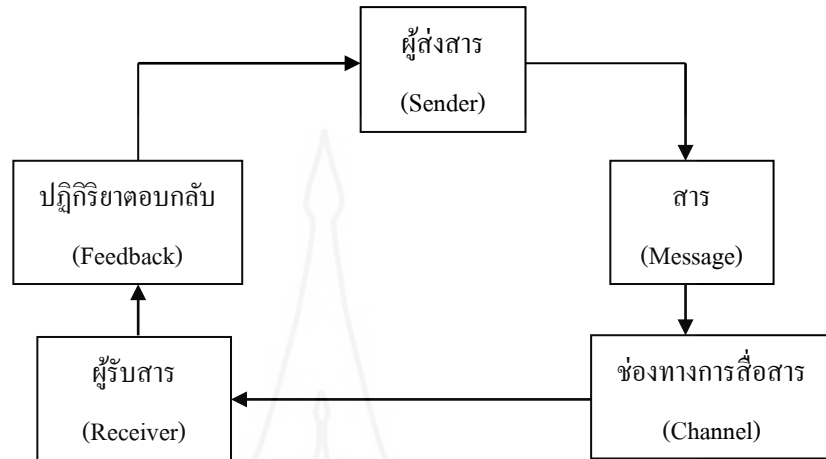 ผู้ส่งสาร
(Sender)
ปฏิกิริยาตอบกลับ
(Feedback)
สาร
(Message)
ผู้รับสาร
(Receiver)
ช่องทางการสื่อสาร
(Channel)